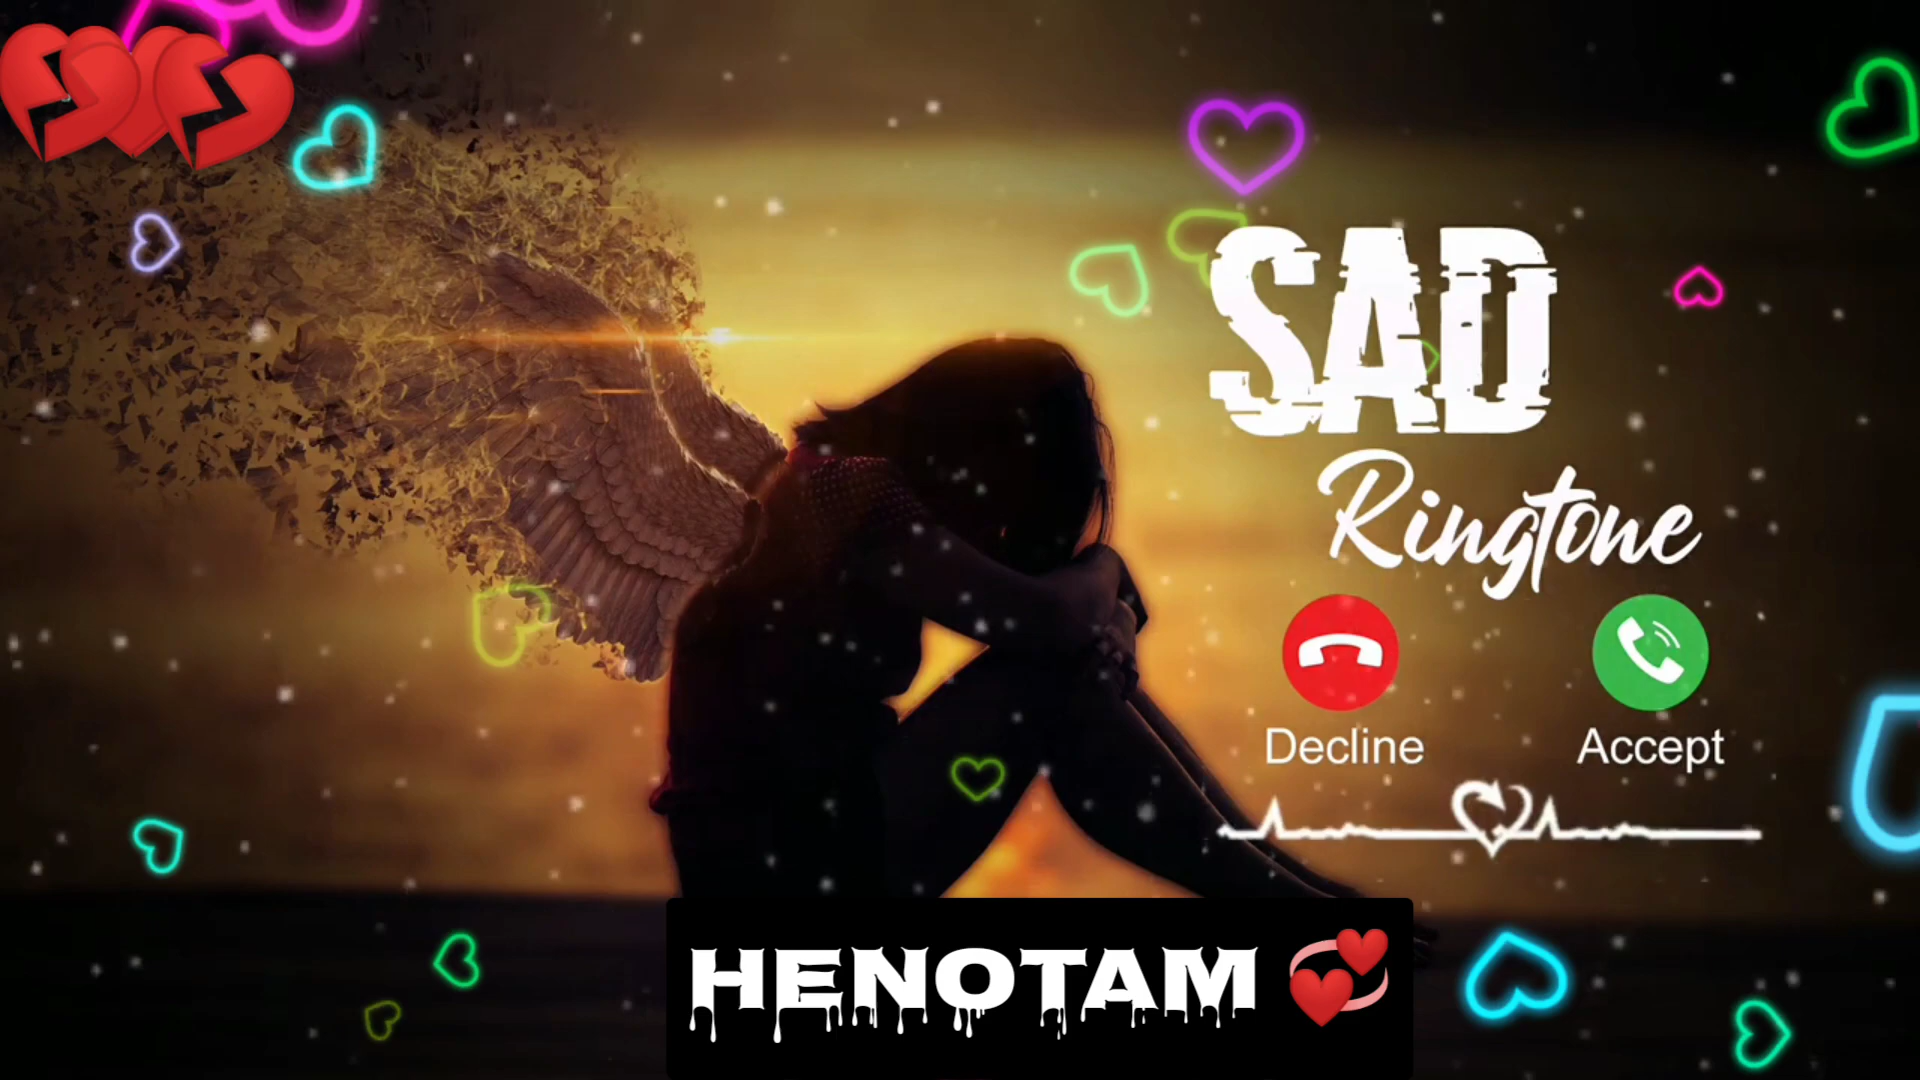 SAD
Ringtone
Decline
Accept
HENOTAM 💞